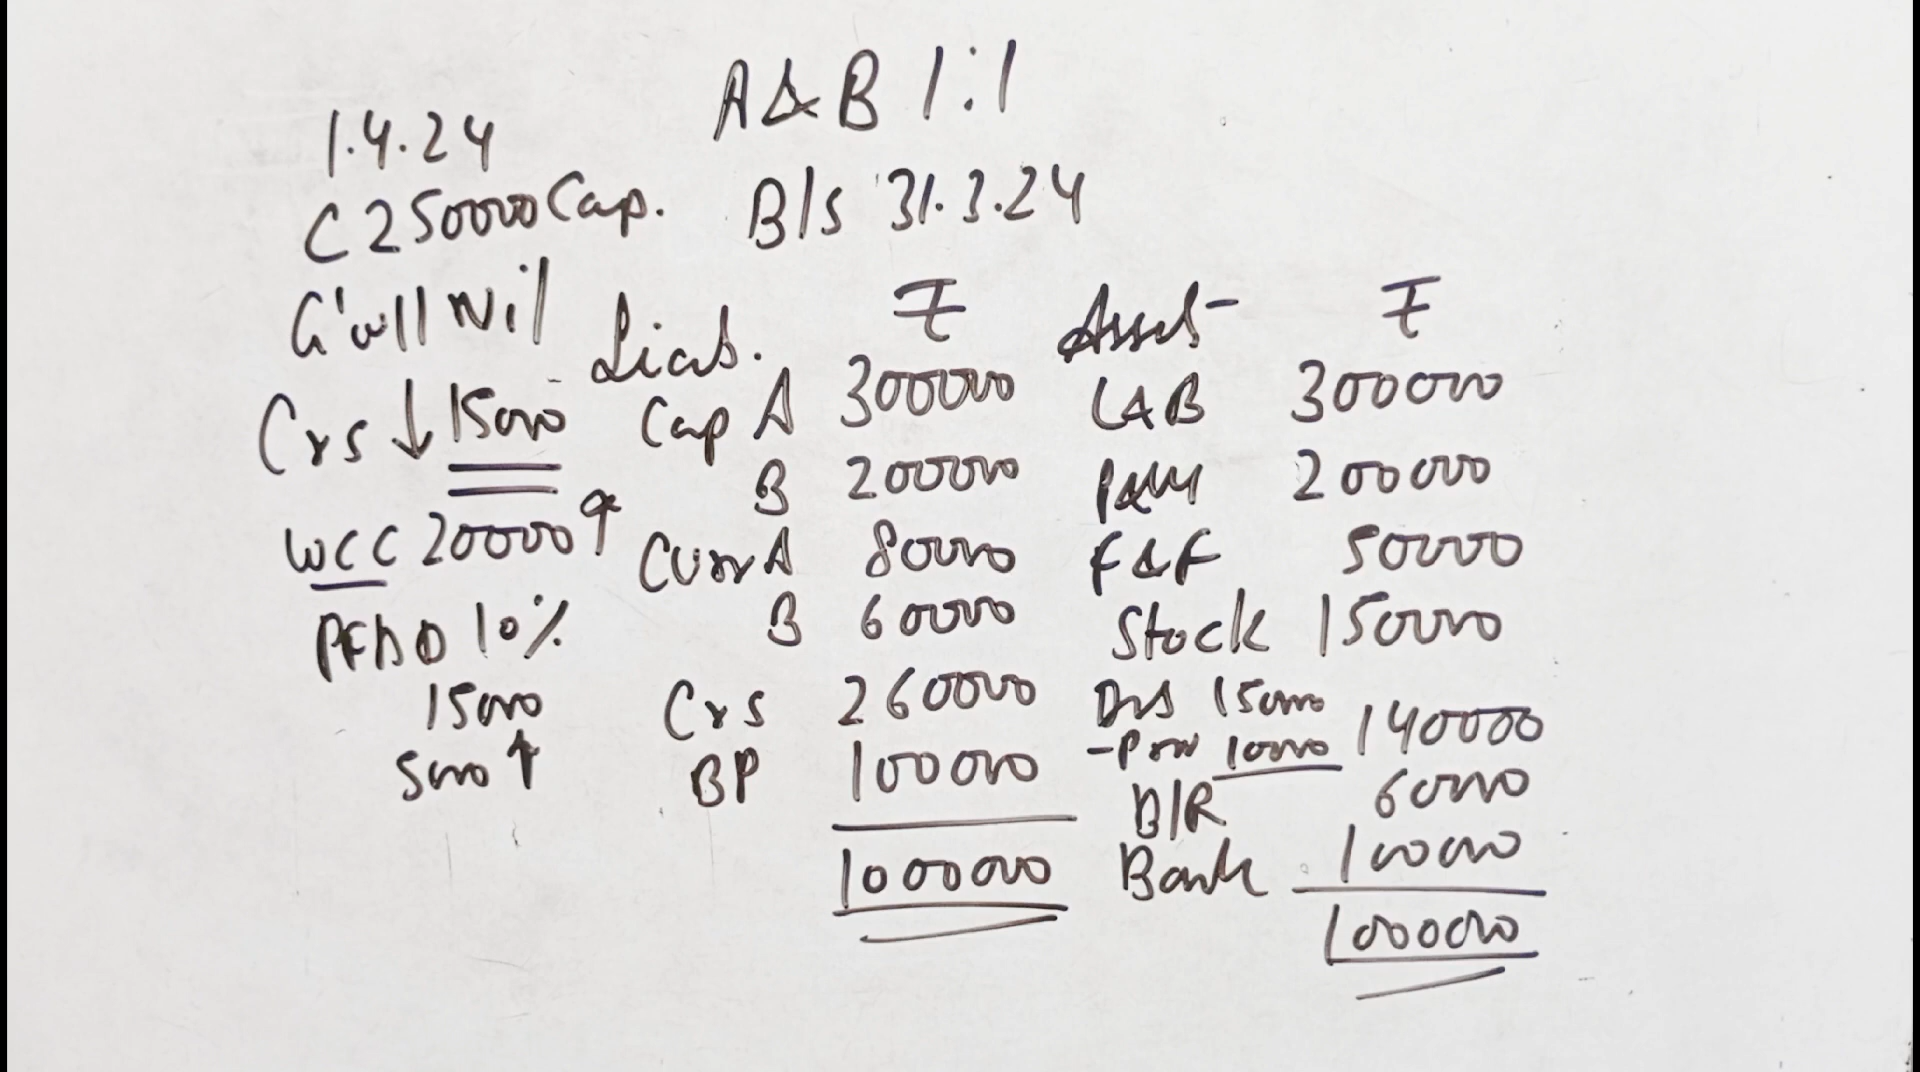 A & B 1:1
1.4.24
C 250000 Cap.
B/s 31.3.24
G'will Nil
Crs ↓ 15000
WCC 20000 ↑
PFDD 10%
15000
5000 ↑
Liab. ₹ Asset ₹
Cap A 300000 L&B 300000
B 200000 P&M 200000
Curr A 80000 F&F 50000
B 60000 Stock 150000
Crs 260000 Drs 150000
-Prov 10000 140000
BP 100000 B/R 60000
Bank 100000
1000000 1000000